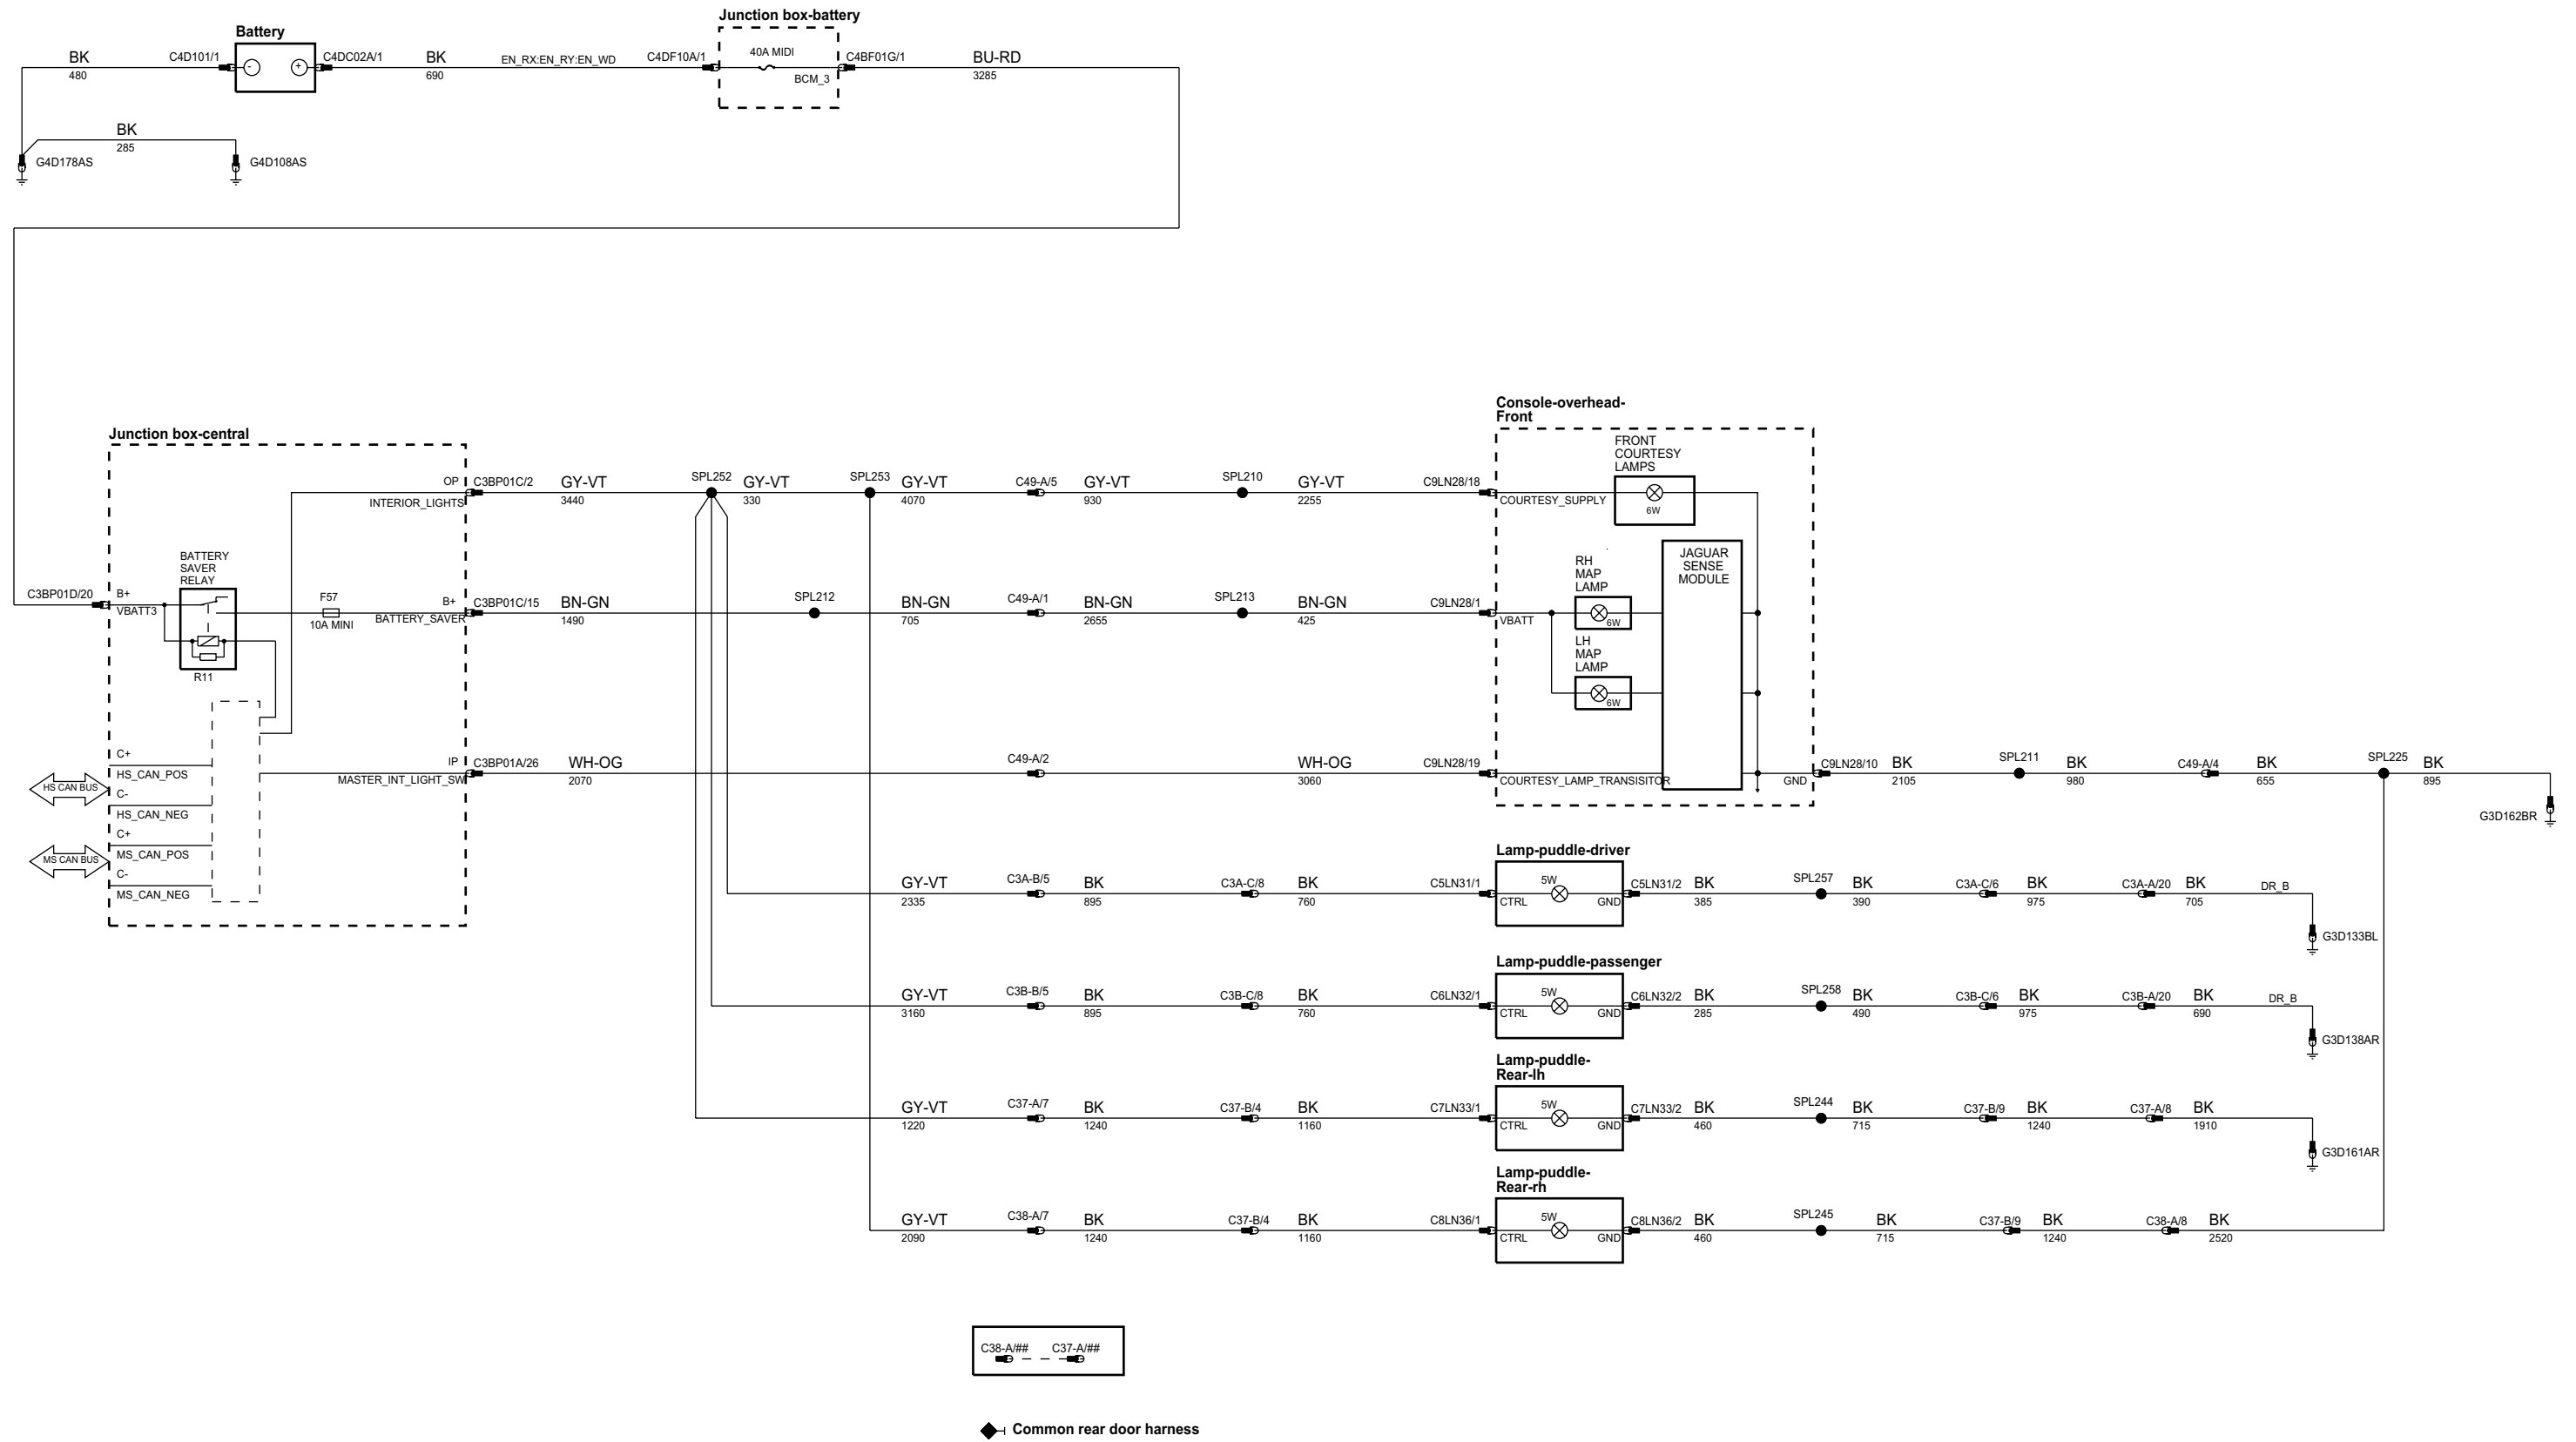 Junction box-battery
Battery
BK
480
C4D101/1
-
+
C4DC02A/1
BK
690
EN_RX:EN_RY:EN_WD
C4DF10A/1
40A MIDI
BCM_3
C4BF01G/1
BU-RD
3285
BK
285
G4D178AS
G4D108AS
Console-overhead-
Front
Junction box-central
FRONT
COURTESY
LAMPS
OP
INTERIOR_LIGHTS
C3BP01C/2
GY-VT
3440
SPL252
GY-VT
330
SPL253
GY-VT
4070
C49-A/5
GY-VT
930
SPL210
GY-VT
2255
C9LN28/18
COURTESY_SUPPLY
6W
BATTERY
SAVER
RELAY
R11
C3BP01D/20
B+
VBATT3
F57
10A MINI
B+
BATTERY_SAVER
C3BP01C/15
BN-GN
1490
SPL212
BN-GN
705
C49-A/1
BN-GN
2655
SPL213
BN-GN
425
C9LN28/1
VBATT
RH
MAP
LAMP
6W
LH
MAP
LAMP
6W
JAGUAR
SENSE
MODULE
C+
HS_CAN_POS
HS CAN BUS
C-
HS_CAN_NEG
C+
MS_CAN_POS
MS CAN BUS
C-
MS_CAN_NEG
IP
MASTER_INT_LIGHT_SW
C3BP01A/26
WH-OG
2070
C49-A/2
WH-OG
3060
C9LN28/19
COURTESY_LAMP_TRANSISITOR
GND
C9LN28/10
BK
2105
SPL211
BK
980
C49-A/4
BK
655
SPL225
BK
895
G3D162BR
Lamp-puddle-driver
GY-VT
2335
C3A-B/5
BK
895
C3A-C/8
BK
760
C5LN31/1
CTRL
5W
GND
C5LN31/2
BK
385
SPL257
BK
390
C3A-C/6
BK
975
C3A-A/20
BK
705
DR_B
G3D133BL
Lamp-puddle-passenger
GY-VT
3160
C3B-B/5
BK
895
C3B-C/8
BK
760
C6LN32/1
CTRL
5W
GND
C6LN32/2
BK
285
SPL258
BK
490
C3B-C/6
BK
975
C3B-A/20
BK
690
DR_B
G3D138AR
Lamp-puddle-
Rear-lh
GY-VT
1220
C37-A/7
BK
1240
C37-B/4
BK
1160
C7LN33/1
CTRL
5W
GND
C7LN33/2
BK
460
SPL244
BK
715
C37-B/9
BK
1240
C37-A/8
BK
1910
G3D161AR
Lamp-puddle-
Rear-rh
GY-VT
2090
C38-A/7
BK
1240
C37-B/4
BK
1160
C8LN36/1
CTRL
5W
GND
C8LN36/2
BK
460
SPL245
BK
715
C37-B/9
BK
1240
C38-A/8
BK
2520
C38-A/## C37-A/##
Common rear door harness